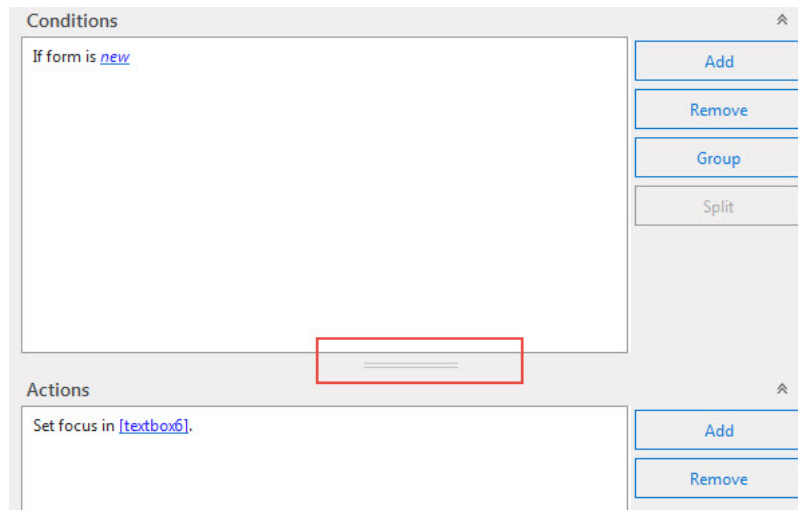 Conditions
If form is new
Add
Remove
Group
Split
Actions
Set focus in [textbox6].
Add
Remove